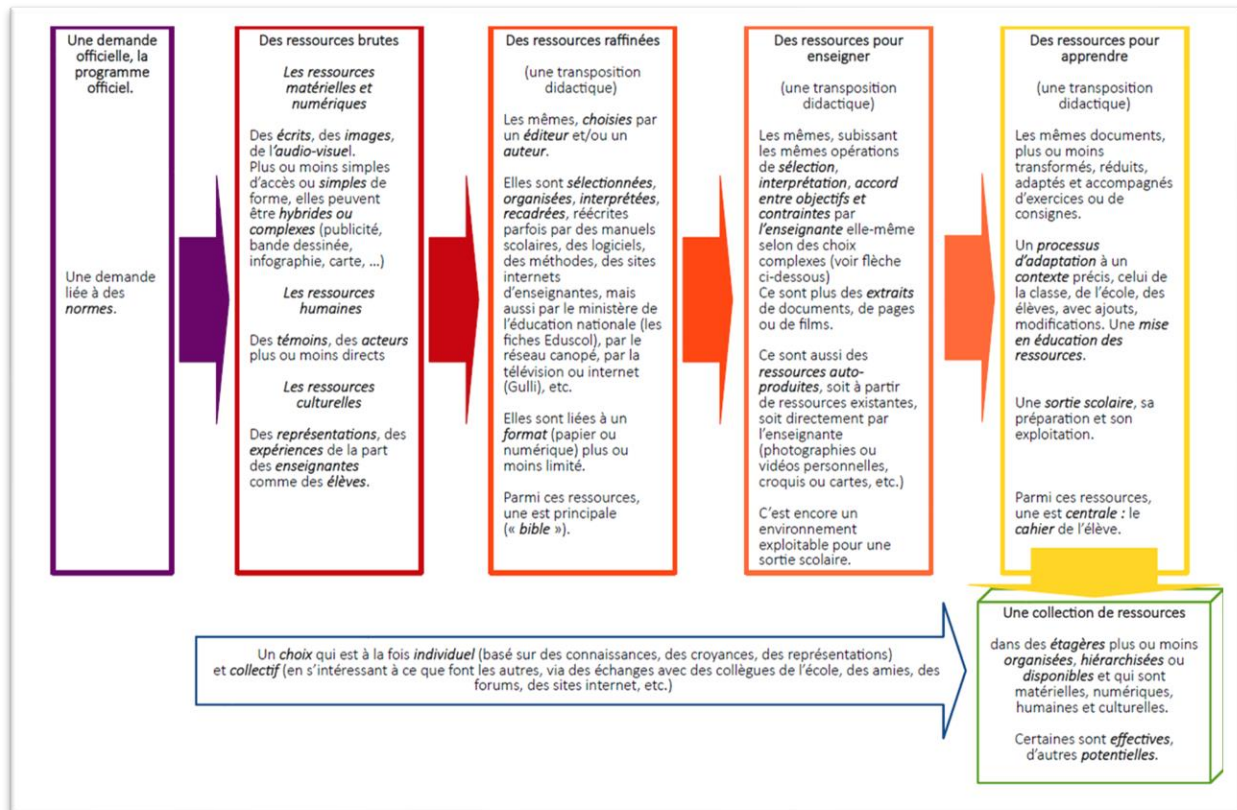 Une demande
officielle, la
programme
officiel.
Une demande
liée à des
normes.
Des ressources brutes
Les ressources
matérielles et
numériques
Des écrits, des images,
de l'audio-visuel.
Plus ou moins simples
d'accès ou simples de
forme, elles peuvent
être hybrides ou
complexes (publicité,
bande dessinée,
infographie, carte, ...)
Les ressources
humaines
Des témoins, des acteurs
plus ou moins directs
Les ressources
culturelles
Des représentations, des
expériences de la part
des enseignantes
comme des élèves.
Des ressources raffinées
(une transposition
didactique)
Les mêmes, choisies par
un éditeur et/ou un
auteur.
Elles sont sélectionnées,
organisées, interprétées,
recadrées, réécrites
parfois par des manuels
scolaires, des logiciels,
des méthodes, des sites
internets
d'enseignantes, mais
aussi par le ministère de
l'éducation nationale (les
fiches Eduscol), par le
réseau canopé, par la
télévision ou internet
(Gulli), etc.
Elles sont liées à un
format (papier ou
numérique) plus ou
moins limité.
Parmi ces ressources,
une est principale
(« bible »).
Des ressources pour
enseigner
(une transposition
didactique)
Les mêmes, subissant
les mêmes opérations
de sélection,
interprétation, accord
entre objectifs et
contraintes par
l'enseignante elle-même
selon des choix
complexes (voir flèche
ci-dessous)
Ce sont plus des extraits
de documents, de pages
ou de films.
Ce sont aussi des
ressources auto-
produites, soit à partir
de ressources existantes,
soit directement par
l'enseignante
(photographies ou
vidéos personnelles,
croquis ou cartes, etc.)
C'est encore un
environnement
exploitable pour une
sortie scolaire.
Des ressources pour
apprendre
(une transposition
didactique)
Les mêmes documents,
plus ou moins
transformés, réduits,
adaptés et accompagnés
d'exercices ou de
consignes.
Un processus
d'adaptation à un
contexte précis, celui de
la classe, de l'école, des
élèves, avec ajouts,
modifications. Une mise
en éducation des
ressources.
Une sortie scolaire, sa
préparation et son
exploitation.
Parmi ces ressources,
une est centrale : le
cahier de l'élève.
Un choix qui est à la fois individuel (basé sur des connaissances, des croyances, des représentations)
et collectif (en s'intéressant à ce que font les autres, via des échanges avec des collègues de l'école, des amies, des
forums, des sites internet, etc.)
Une collection de ressources
dans des étagères plus ou moins
organisées, hiérarchisées ou
disponibles et qui sont
matérielles, numériques,
humaines et culturelles.
Certaines sont effectives,
d'autres potentielles.